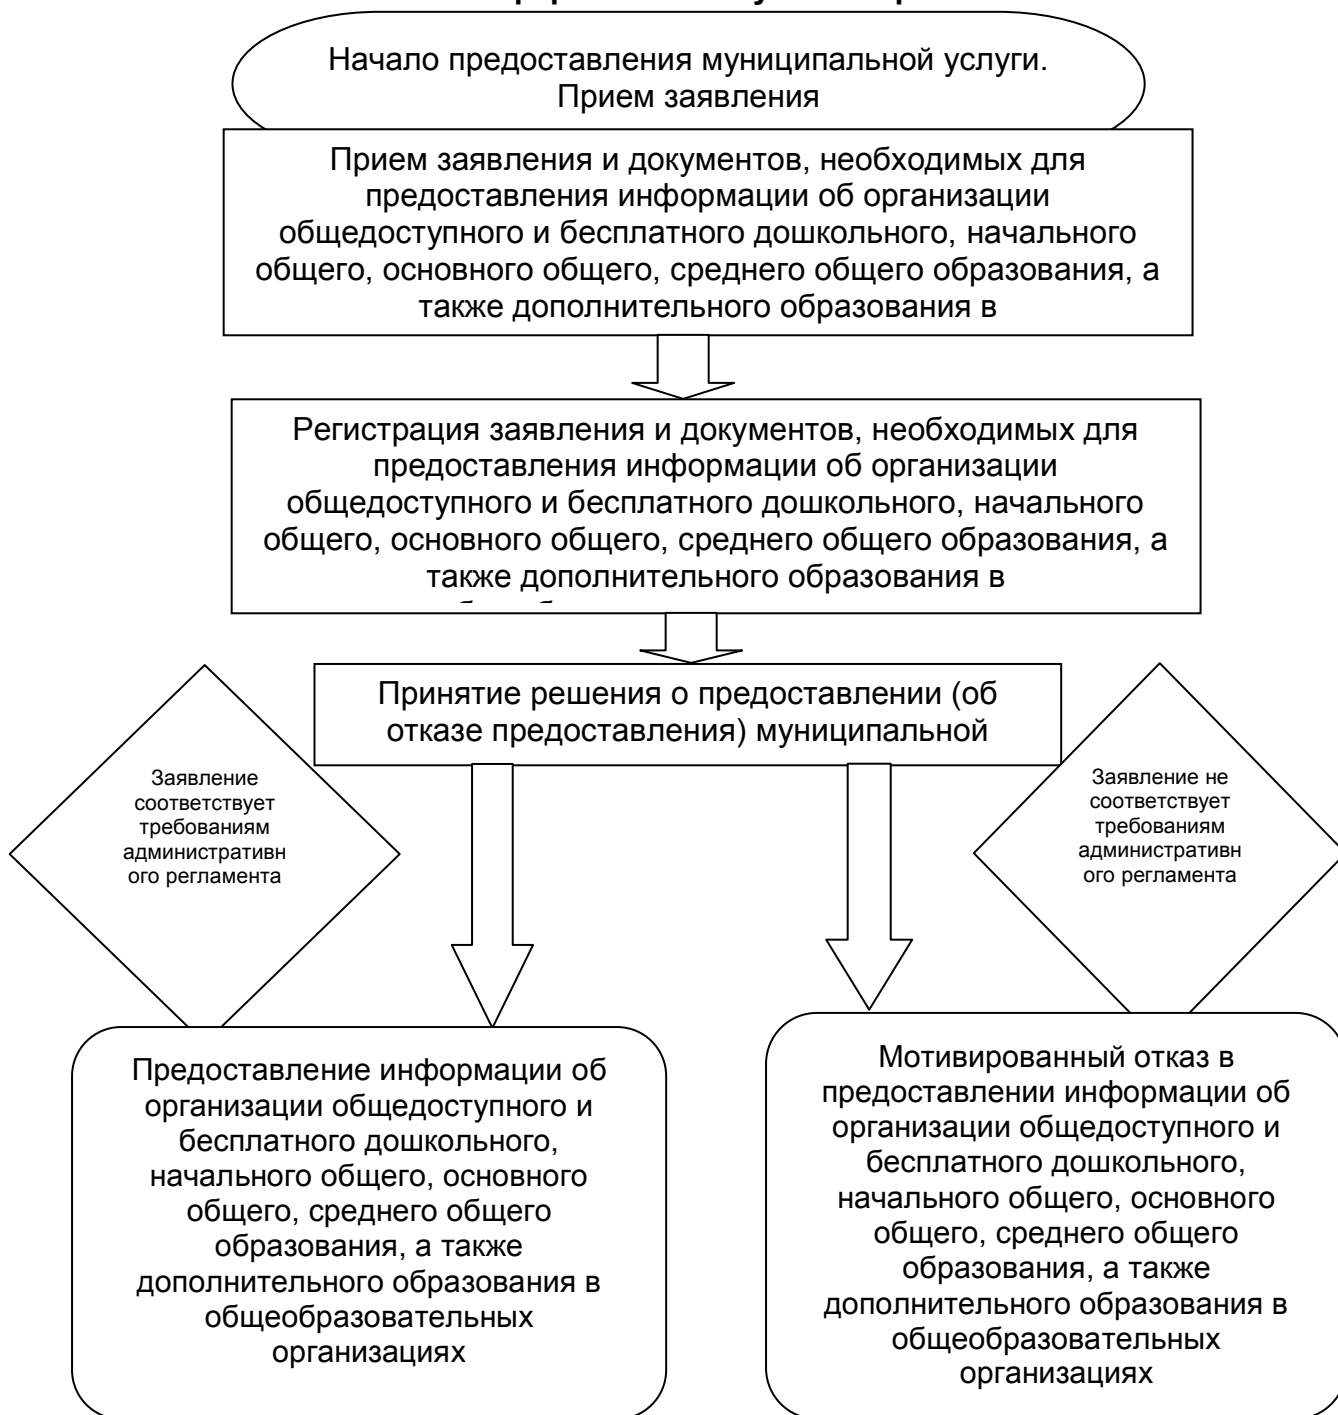 Начало предоставления муниципальной услуги.
Прием заявления
Прием заявления и документов, необходимых для
предоставления информации об организации
общедоступного и бесплатного дошкольного, начального
общего, основного общего, среднего общего образования, а
также дополнительного образования в
Регистрация заявления и документов, необходимых для
предоставления информации об организации
общедоступного и бесплатного дошкольного, начального
общего, основного общего, среднего общего образования, а
также дополнительного образования в
Принятие решения о предоставлении (об
отказе предоставления) муниципальной
Заявление
соответствует
требованиям
административн
ого регламента
Заявление не
соответствует
требованиям
административн
ого регламента
Предоставление информации об
организации общедоступного и
бесплатного дошкольного,
начального общего, основного
общего, среднего общего
образования, а также
дополнительного образования в
общеобразовательных
организациях
Мотивированный отказ в
предоставлении информации об
организации общедоступного и
бесплатного дошкольного,
начального общего, основного
общего, среднего общего
образования, а также
дополнительного образования в
общеобразовательных
организациях